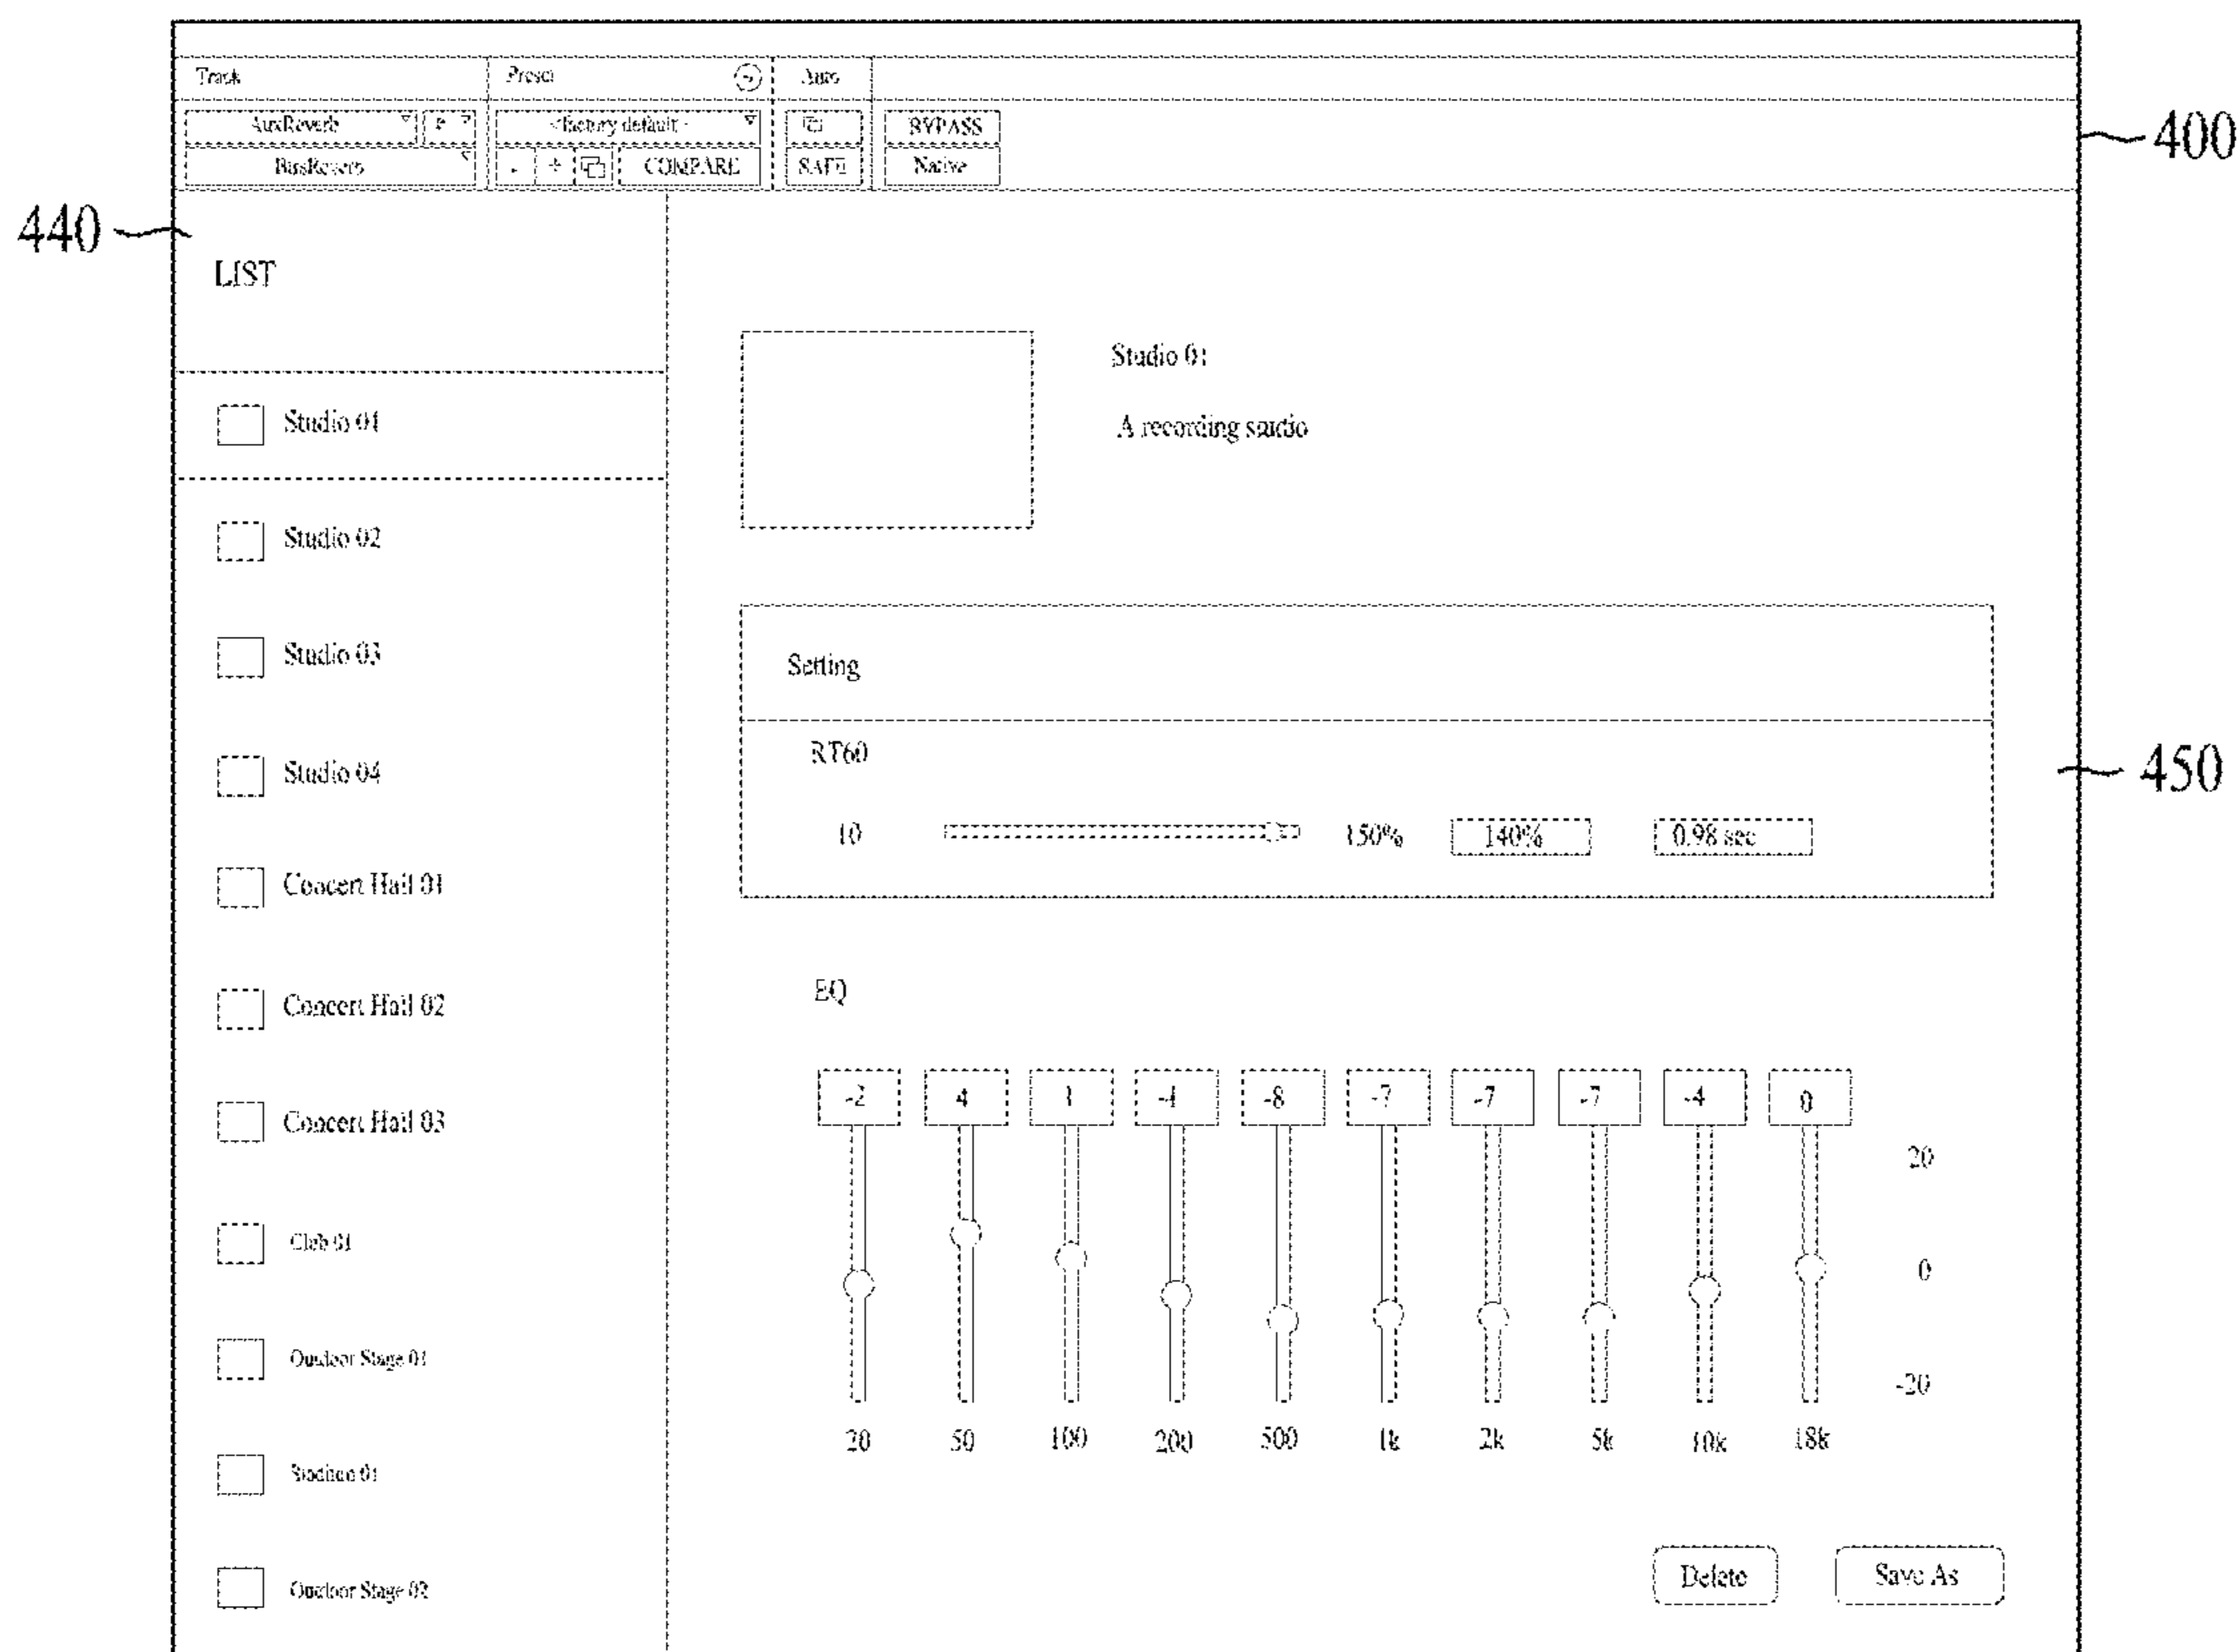 Track Preset Auto
AuxReverb P <factory default> BYPASS
BusReverb - + COMPARE SAFE Native
400
440
LIST
Studio 01
Studio 02
Studio 03
Studio 04
Concert Hall 01
Concert Hall 02
Concert Hall 03
Club 01
Outdoor Stage 01
Stadium 01
Outdoor Stage 02
Studio 01
A recording studio
Setting
RT60
10 150% 140% 0.98 sec
450
EQ
-2 4 1 -4 -8 -7 -7 -7 -4 0
20
0
-20
20 50 100 200 500 1k 2k 5k 10k 18k
Delete Save As